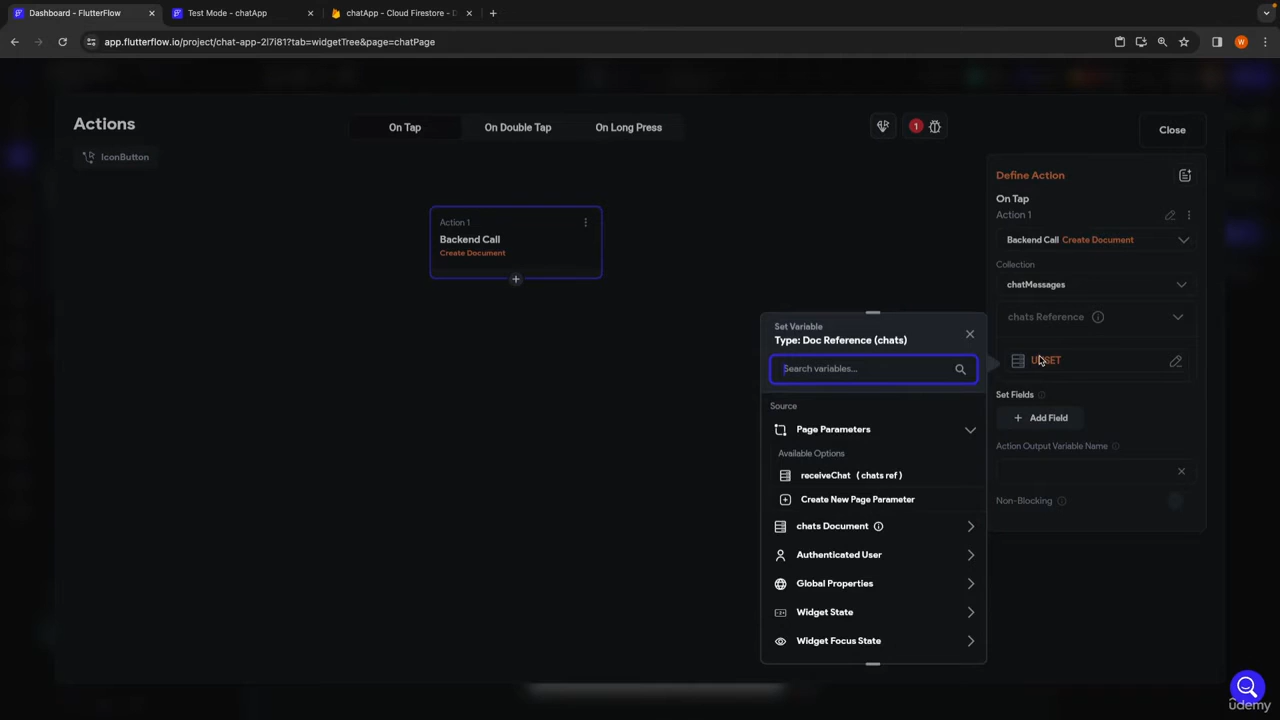 Dashboard - FlutterFlow
Test Mode - chatApp
chatApp - Cloud Firestore - D
app.flutterflow.io/project/chat-app-2l7i81?tab=widgetTree&page=chatPage
W
Actions
On Tap
On Double Tap
On Long Press
1
Close
IconButton
Define Action
On Tap
Action 1
Backend Call Create Document
Collection
chatMessages
chats Reference
UNSET
Set Fields
Add Field
Action Output Variable Name
Non-Blocking
Action 1
Backend Call
Create Document
Set Variable
Type: Doc Reference (chats)
Search variables...
Source
Page Parameters
Available Options
receiveChat ( chats ref )
Create New Page Parameter
chats Document
Authenticated User
Global Properties
Widget State
Widget Focus State
ûdemy